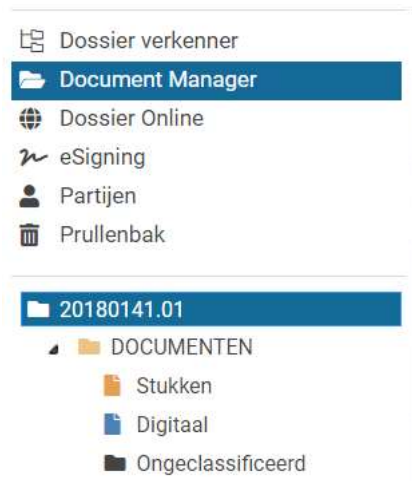 Dossier verkenner
Document Manager
Dossier Online
eSigning
Partijen
Prullenbak
20180141.01
DOCUMENTEN
Stukken
Digitaal
Ongeclassificeerd